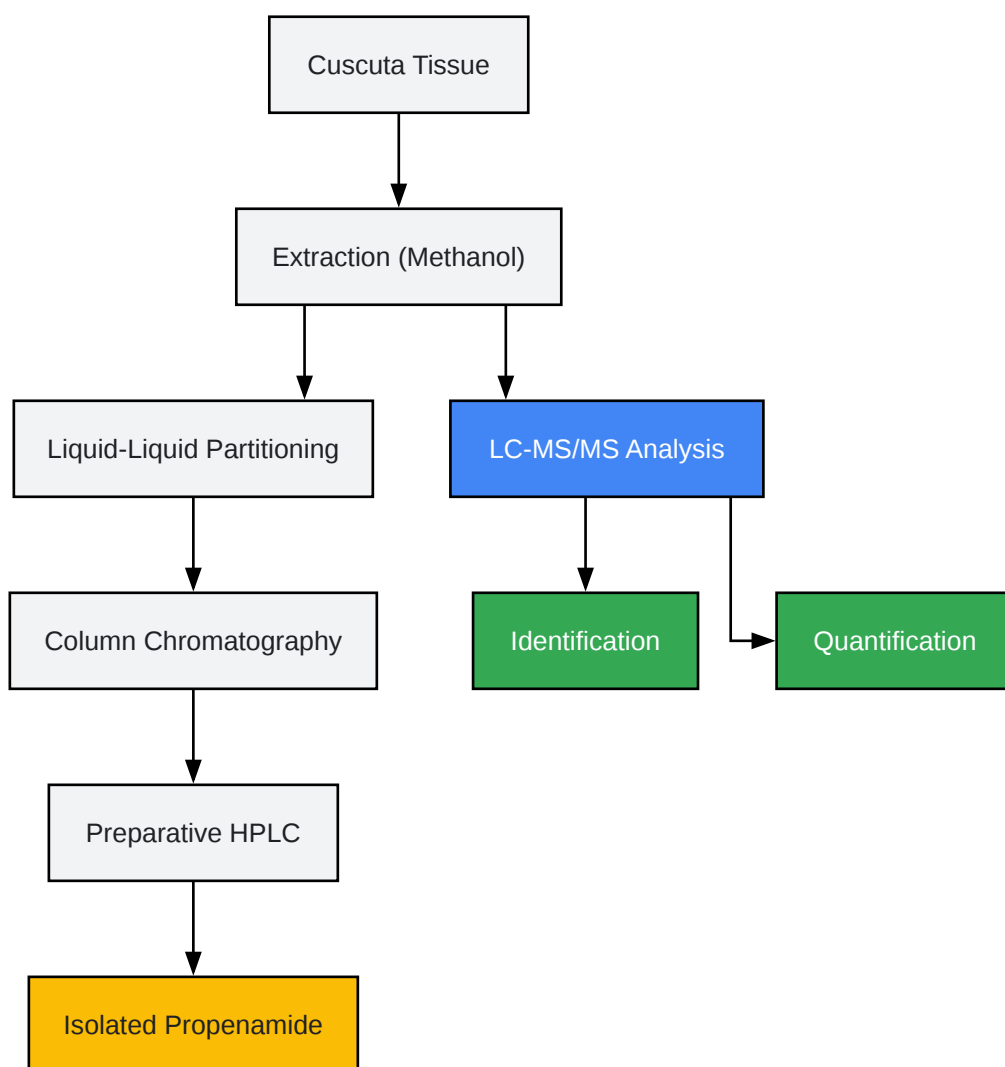 Cuscuta Tissue
Extraction (Methanol)
Liquid-Liquid Partitioning
LC-MS/MS Analysis
Column Chromatography
Identification
Quantification
Preparative HPLC
Isolated Propenamide